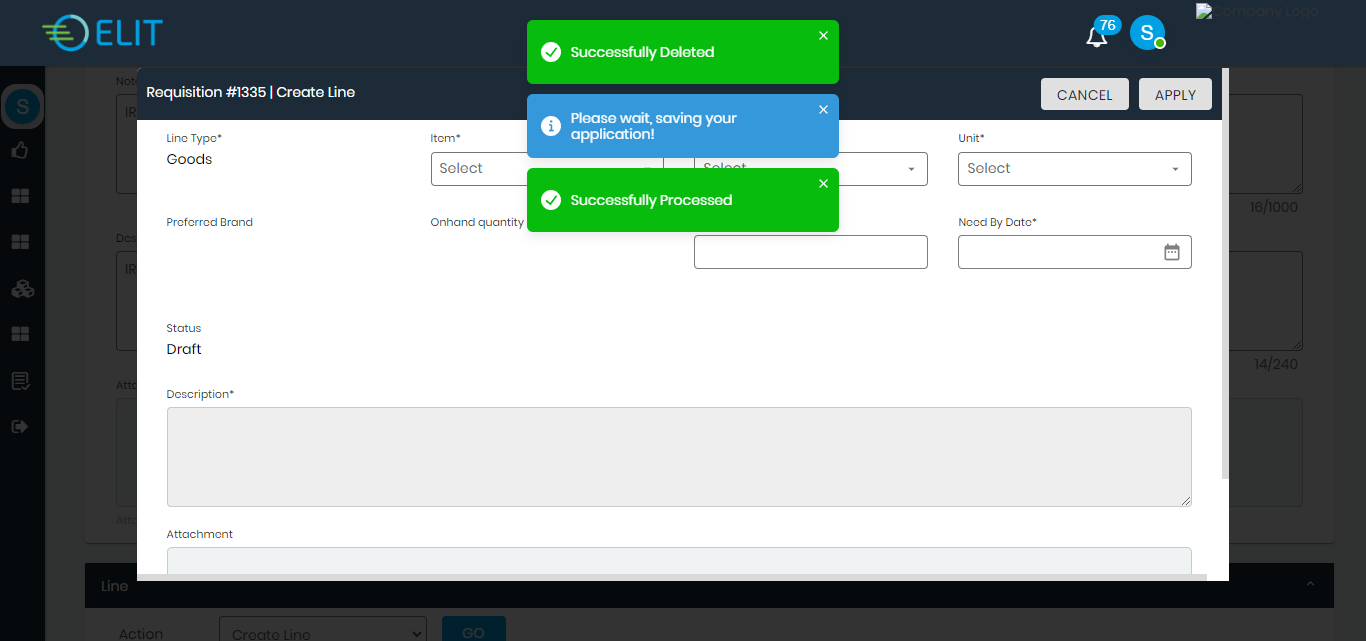 ELIT
76
S
Company Logo
Successfully Deleted
Requisition #1335 | Create Line
CANCEL
APPLY
Please wait, saving your
application!
Successfully Processed
S
Note
IR
16/1000
Line Type*
Goods
Item*
Select
Select
Unit*
Select
Preferred Brand
Onhand quantity
Need By Date*
Des
IR
14/240
Status
Draft
Atta
Description*
Atta
Attachment
Line
Action
Create Line
GO